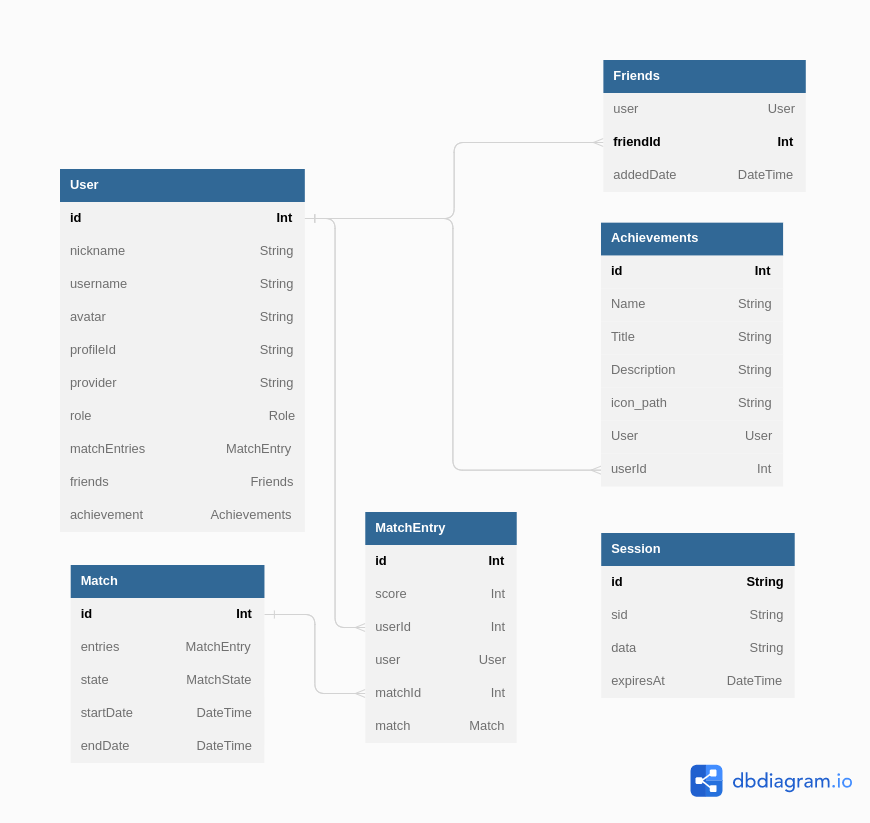 Friends
user User
friendId Int
addedDate DateTime
User
id Int
nickname String
username String
avatar String
profileId String
provider String
role Role
matchEntries MatchEntry
friends Friends
achievement Achievements
Achievements
id Int
Name String
Title String
Description String
icon_path String
User User
userId Int
MatchEntry
id Int
score Int
userId Int
user User
matchId Int
match Match
Session
id String
sid String
data String
expiresAt DateTime
Match
id Int
entries MatchEntry
state MatchState
startDate DateTime
endDate DateTime
dbdiagram.io